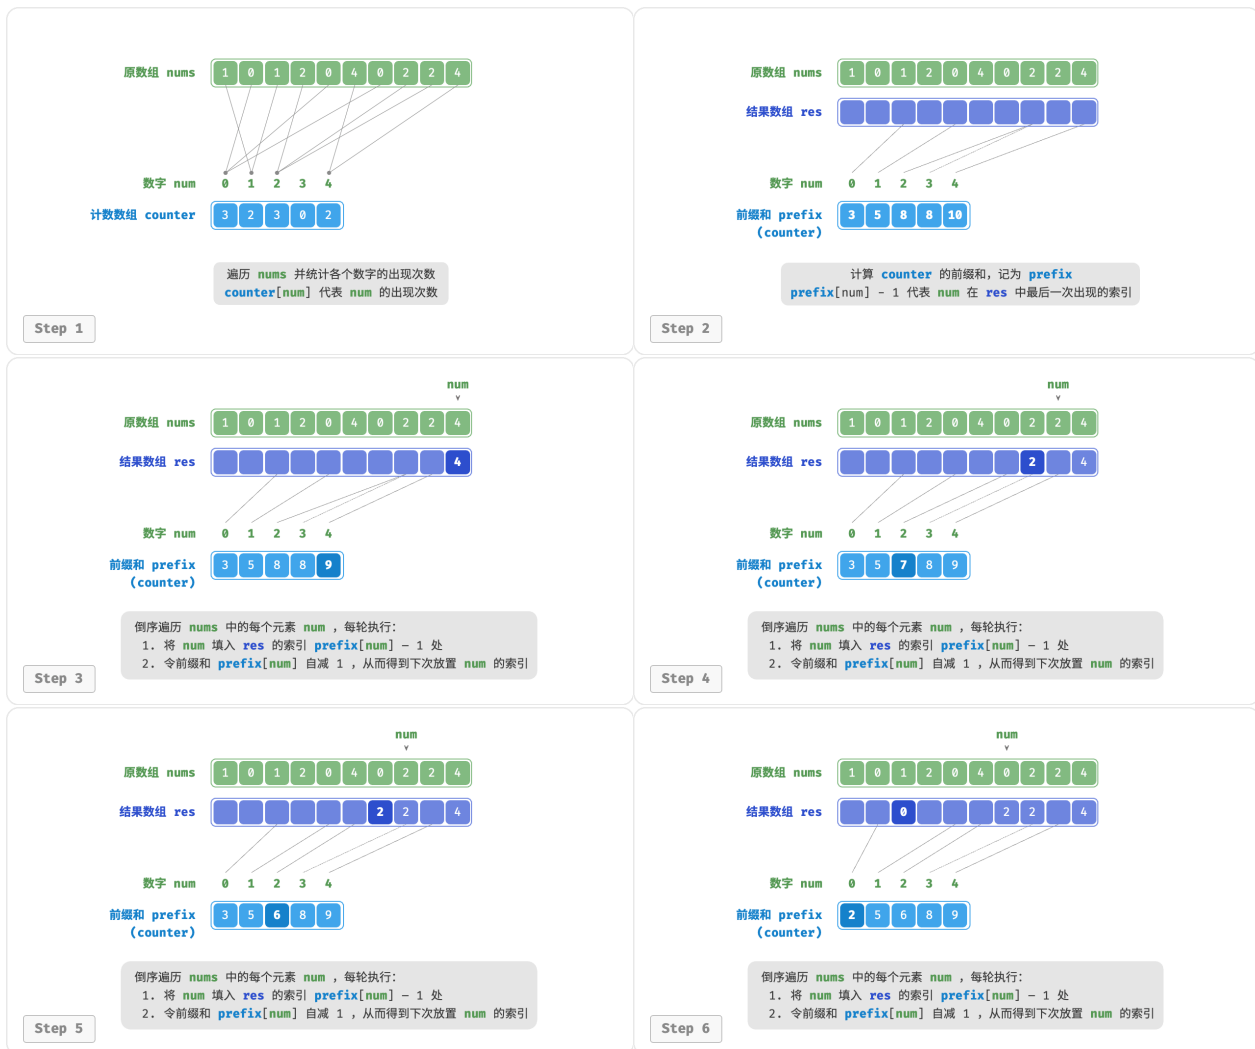 原数组 nums 1 0 1 2 0 4 0 2 2 4
数字 num 0 1 2 3 4
计数数组 counter 3 2 3 0 2
遍历 nums 并统计各个数字的出现次数
counter[num] 代表 num 的出现次数
Step 1
原数组 nums 1 0 1 2 0 4 0 2 2 4
结果数组 res
数字 num 0 1 2 3 4
前缀和 prefix 3 5 8 8 10
(counter)
计算 counter 的前缀和，记为 prefix
prefix[num] - 1 代表 num 在 res 中最后一次出现的索引
Step 2
num
原数组 nums 1 0 1 2 0 4 0 2 2 4
结果数组 res 4
数字 num 0 1 2 3 4
前缀和 prefix 3 5 8 8 9
(counter)
倒序遍历 nums 中的每个元素 num ，每轮执行：
1. 将 num 填入 res 的索引 prefix[num] - 1 处
2. 令前缀和 prefix[num] 自减 1 ，从而得到下次放置 num 的索引
Step 3
num
原数组 nums 1 0 1 2 0 4 0 2 2 4
结果数组 res 2 4
数字 num 0 1 2 3 4
前缀和 prefix 3 5 7 8 9
(counter)
倒序遍历 nums 中的每个元素 num ，每轮执行：
1. 将 num 填入 res 的索引 prefix[num] - 1 处
2. 令前缀和 prefix[num] 自减 1 ，从而得到下次放置 num 的索引
Step 4
num
原数组 nums 1 0 1 2 0 4 0 2 2 4
结果数组 res 2 2 4
数字 num 0 1 2 3 4
前缀和 prefix 3 5 6 8 9
(counter)
倒序遍历 nums 中的每个元素 num ，每轮执行：
1. 将 num 填入 res 的索引 prefix[num] - 1 处
2. 令前缀和 prefix[num] 自减 1 ，从而得到下次放置 num 的索引
Step 5
num
原数组 nums 1 0 1 2 0 4 0 2 2 4
结果数组 res 0 2 2 4
数字 num 0 1 2 3 4
前缀和 prefix 2 5 6 8 9
(counter)
倒序遍历 nums 中的每个元素 num ，每轮执行：
1. 将 num 填入 res 的索引 prefix[num] - 1 处
2. 令前缀和 prefix[num] 自减 1 ，从而得到下次放置 num 的索引
Step 6